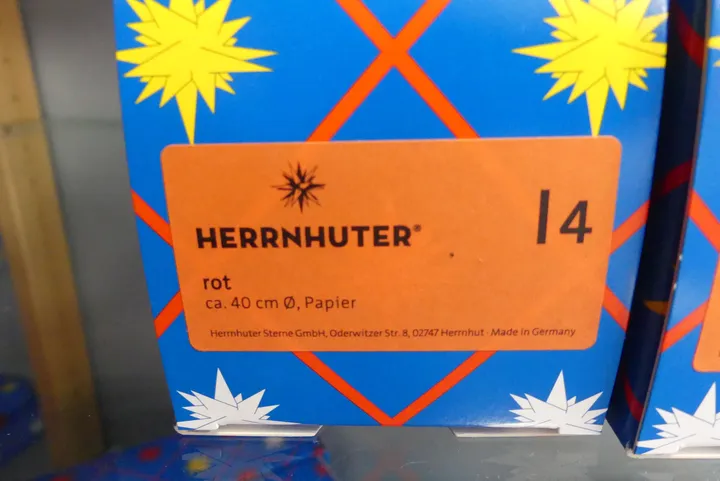 HERRNHUTER®
I4
rot
ca. 40 cm Ø, Papier
Herrnhuter Sterne GmbH, Oderwitzer Str. 8, 02747 Herrnhut · Made in Germany